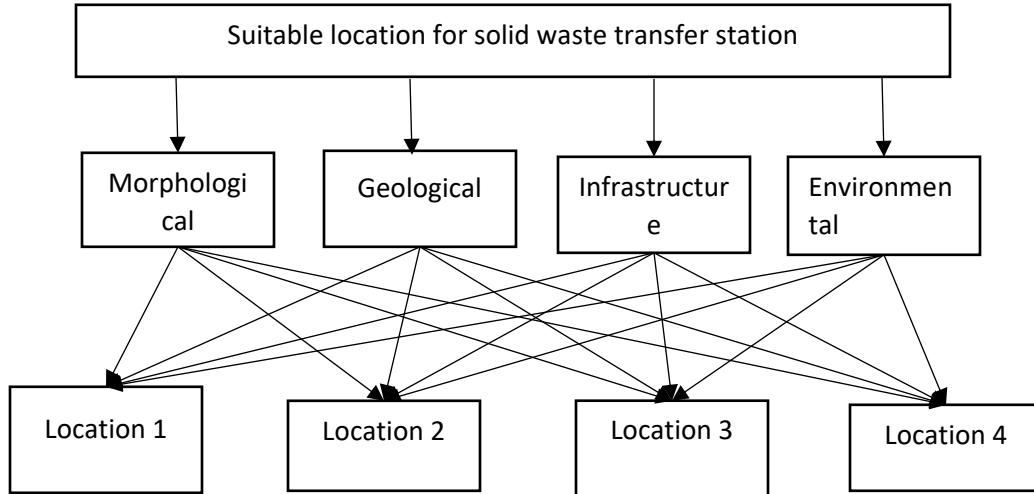 Suitable location for solid waste transfer station
Morphologi
cal
Geological
Infrastructur
e
Environmen
tal
Location 1
Location 2
Location 3
Location 4